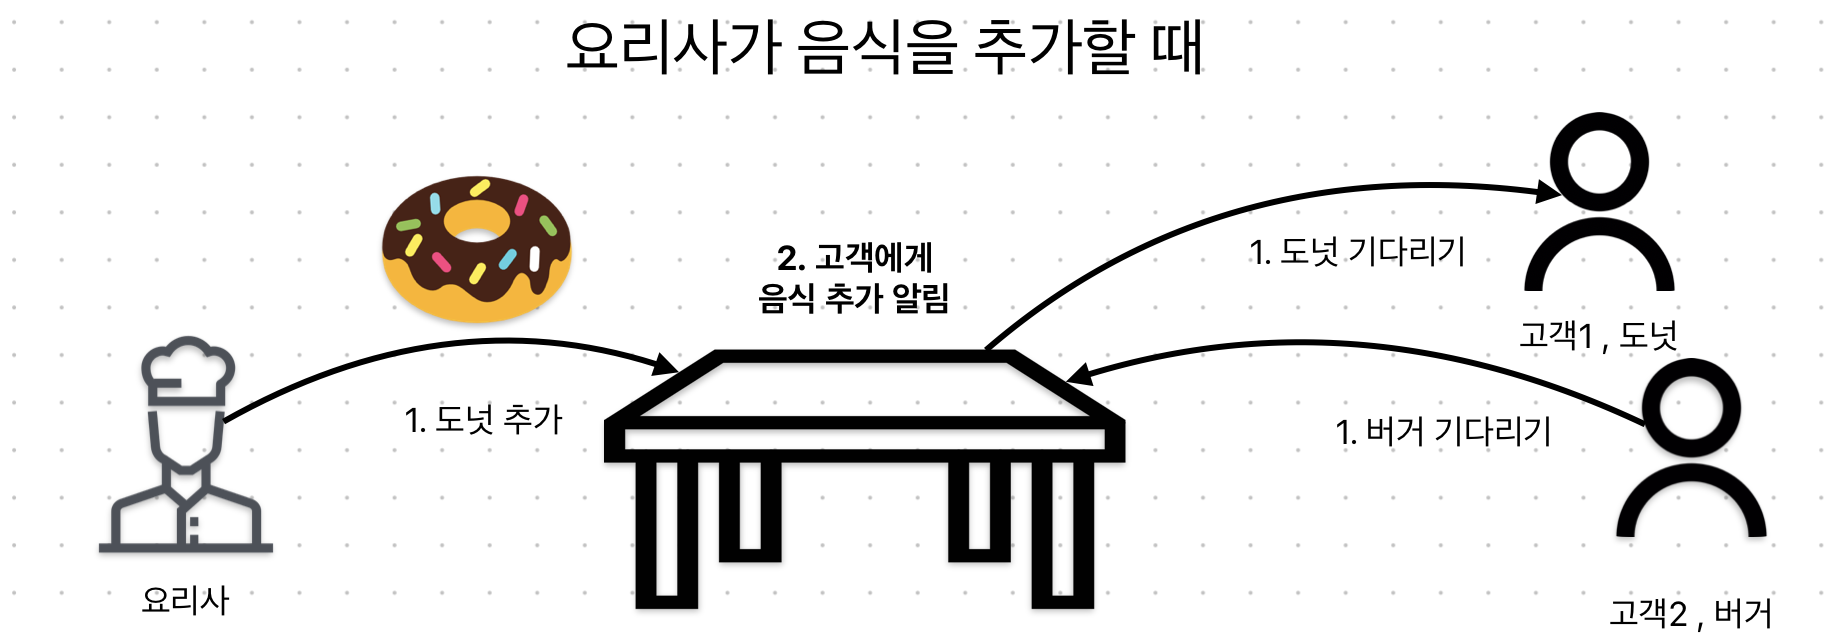 요리사가 음식을 추가할 때
2. 고객에게
음식 추가 알림
1. 도넛 기다리기
고객1 , 도넛
1. 도넛 추가
1. 버거 기다리기
요리사
고객2 , 버거